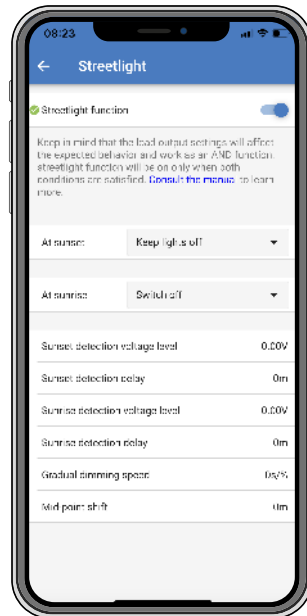 08:23
Streetlight
Streetlight function
Keep in mind that the load output settings will affect
the expected behavior and work as an AND function,
streetlight function will be on only when both
conditions are satisfied. Consult the manual to learn
more.
At sunset Keep lights off
At sunrise Switch off
Sunset detection voltage level 0.00V
Sunset detection delay 0m
Sunrise detection voltage level 0.00V
Sunrise detection delay 0m
Gradual dimming speed 0s/%
Mid point shift 0m